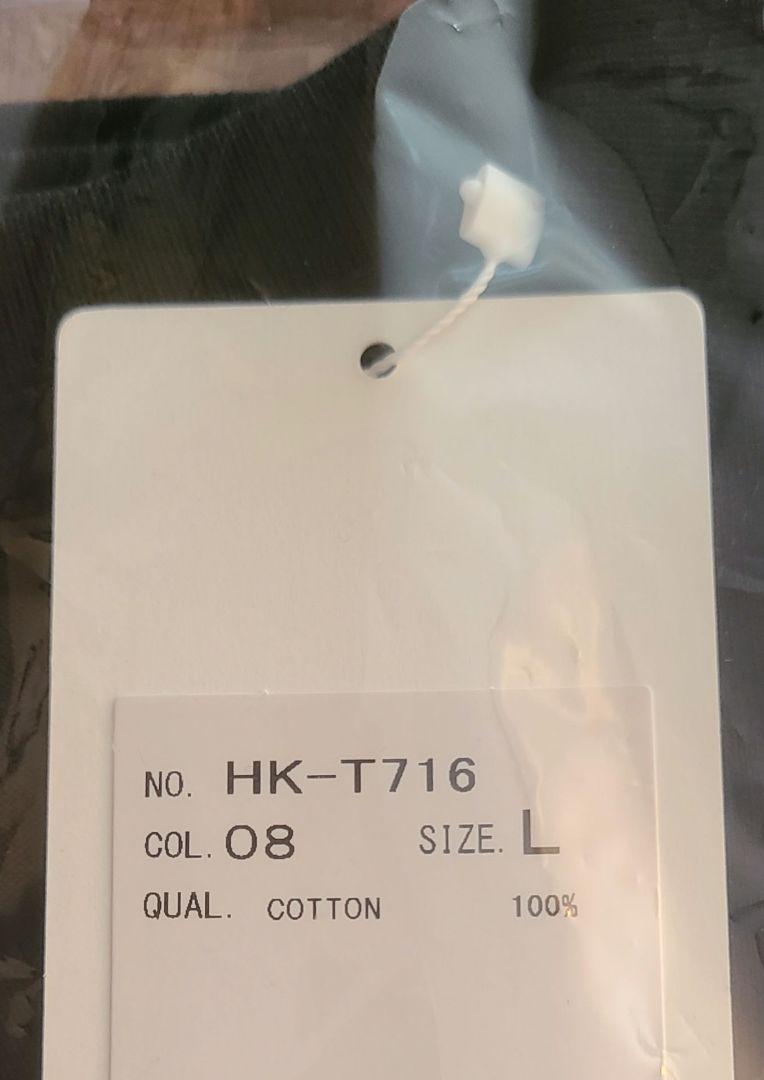 NO. HK-T716
COL. 08 SIZE. L
QUAL. COTTON 100%